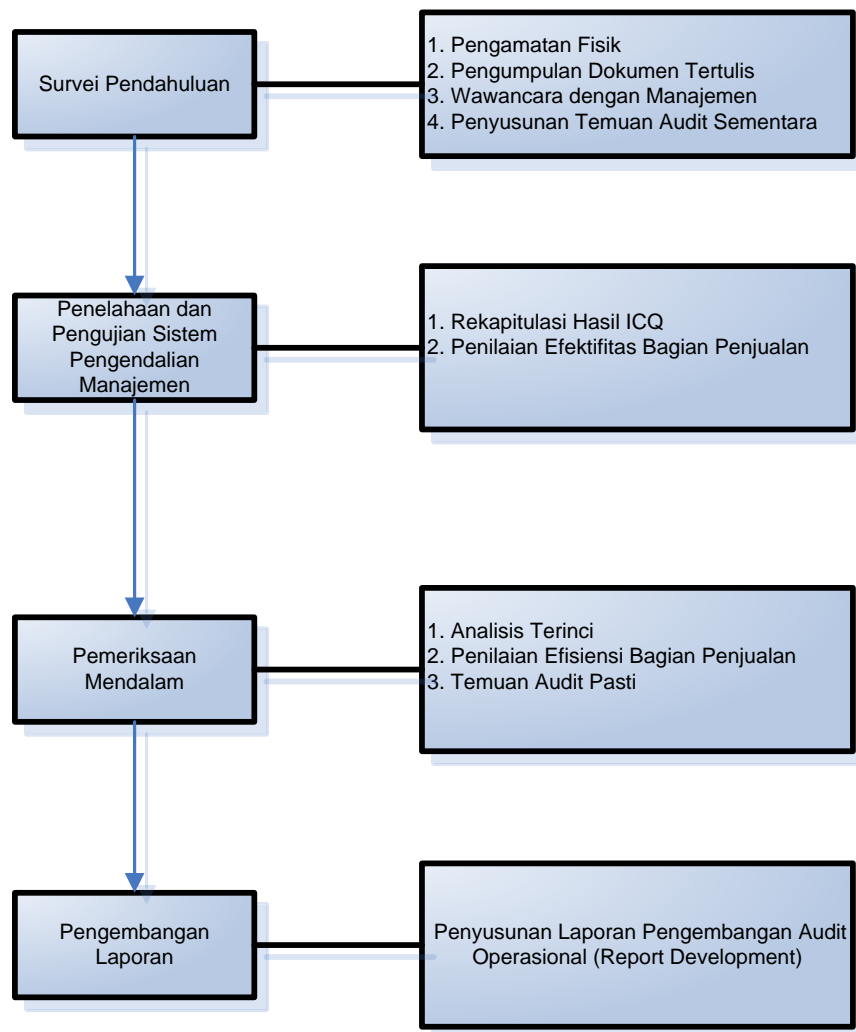 Survei Pendahuluan
1. Pengamatan Fisik
2. Pengumpulan Dokumen Tertulis
3. Wawancara dengan Manajemen
4. Penyusunan Temuan Audit Sementara
Penelahaan dan
Pengujian Sistem
Pengendalian
Manajemen
1. Rekapitulasi Hasil ICQ
2. Penilaian Efektifitas Bagian Penjualan
Pemeriksaan
Mendalam
1. Analisis Terinci
2. Penilaian Efisiensi Bagian Penjualan
3. Temuan Audit Pasti
Pengembangan
Laporan
Penyusunan Laporan Pengembangan Audit
Operasional (Report Development)